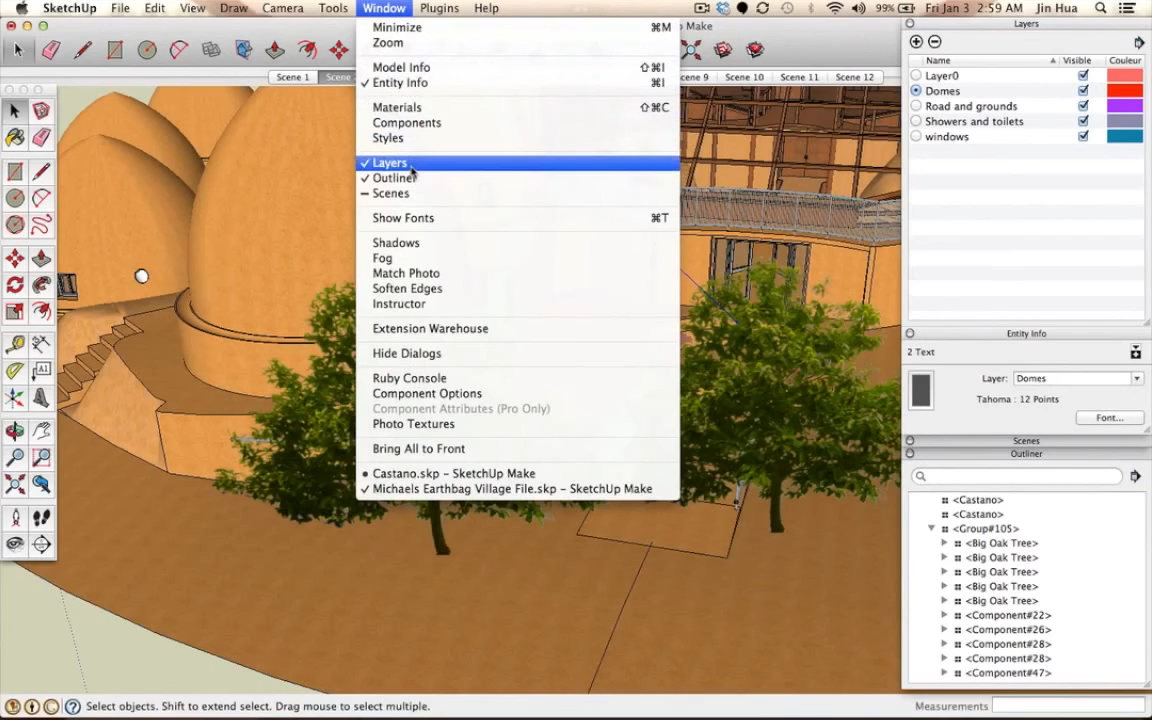 SketchUp File Edit View Draw Camera Tools Window Plugins Help 99% Fri Jan 3 2:59 AM Jin Hua
Make
Scene 1 Scene cene 9 Scene 10 Scene 11 Scene 12
Minimize ⌘M
Zoom
Model Info ⇧⌘I
✓ Entity Info ⌘I
Materials ⇧⌘C
Components
Styles
✓ Layers
✓ Outliner
− Scenes
Show Fonts ⌘T
Shadows
Fog
Match Photo
Soften Edges
Instructor
Extension Warehouse
Hide Dialogs
Ruby Console
Component Options
Component Attributes (Pro Only)
Photo Textures
Bring All to Front
• Castano.skp – SketchUp Make
✓ Michaels Earthbag Village File.skp – SketchUp Make
A1
Layers
Name Visible Couleur
Layer0
Domes
Road and grounds
Showers and toilets
windows
Entity Info
2 Text
Layer: Domes
Tahoma : 12 Points
Font...
Scenes
Outliner
<Castano>
<Castano>
<Group#105>
<Big Oak Tree>
<Big Oak Tree>
<Big Oak Tree>
<Big Oak Tree>
<Big Oak Tree>
<Component#22>
<Component#26>
<Component#28>
<Component#28>
<Component#47>
Select objects. Shift to extend select. Drag mouse to select multiple. Measurements